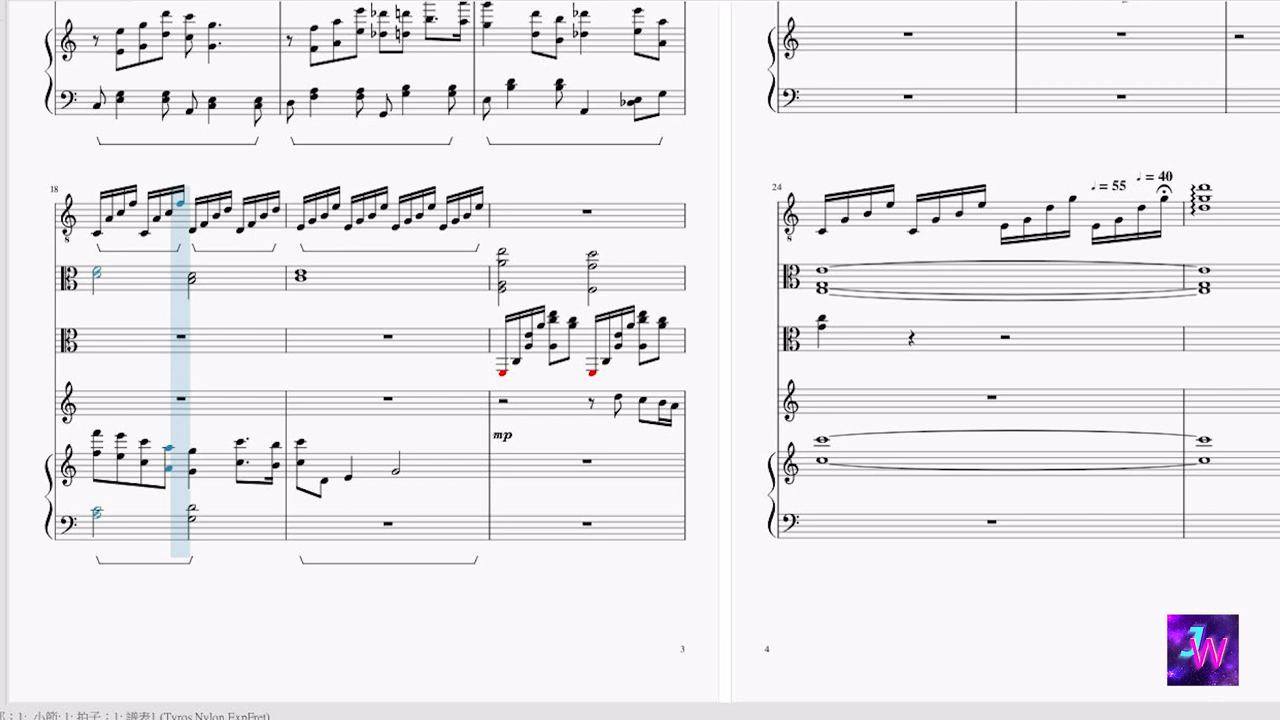 18
mp
3
24
♩ = 55
♩ = 40
4
JW
小節: 1; 拍子：1; 譜表1 (Tyros Nylon ExpFret)